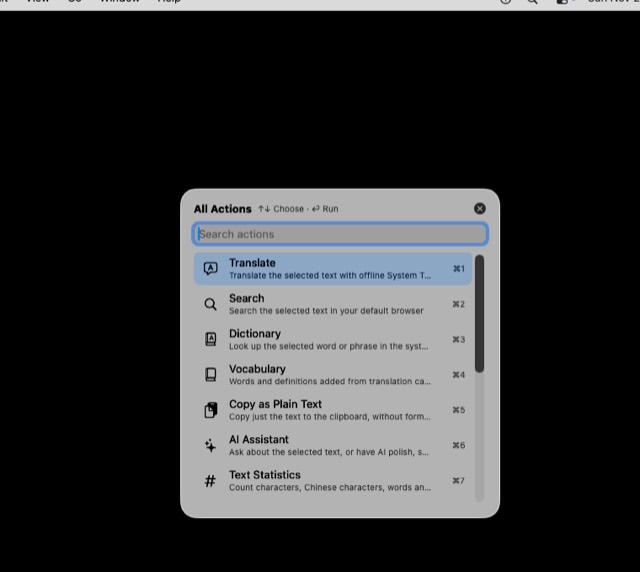 View Go Window Help
All Actions ↑↓ Choose · ↩ Run
Search actions
Translate
Translate the selected text with offline System T... ⌘1
Search
Search the selected text in your default browser ⌘2
Dictionary
Look up the selected word or phrase in the syst... ⌘3
Vocabulary
Words and definitions added from translation ca... ⌘4
Copy as Plain Text
Copy just the text to the clipboard, without form... ⌘5
AI Assistant
Ask about the selected text, or have AI polish, s... ⌘6
Text Statistics
Count characters, Chinese characters, words an... ⌘7